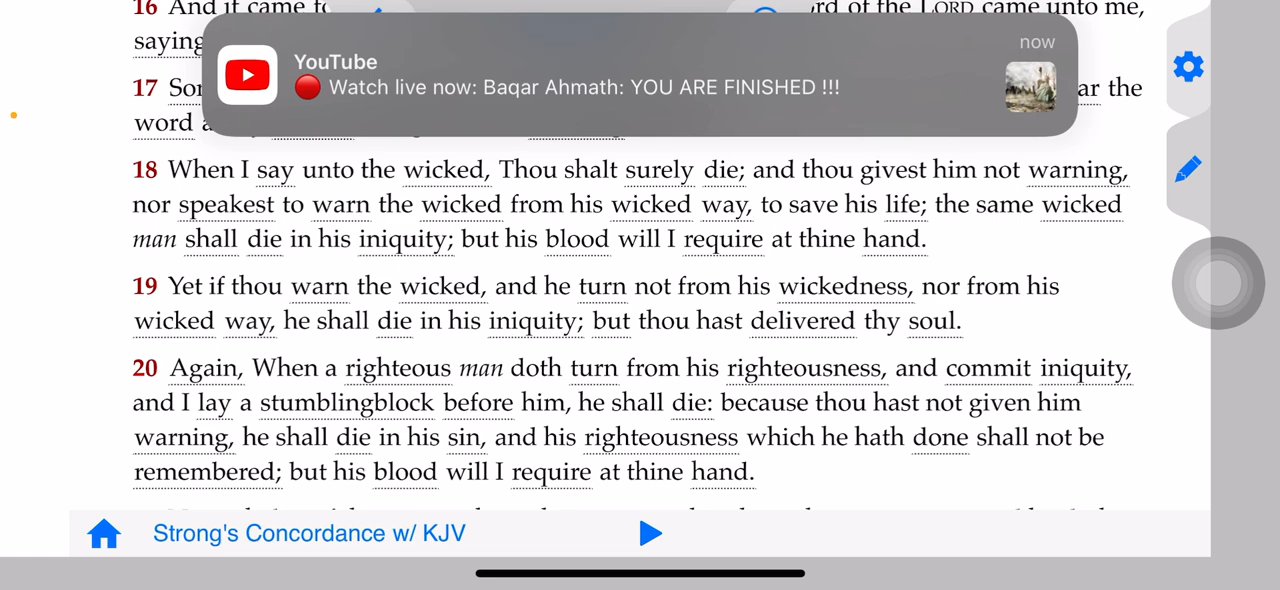 16 And it came
rd of the LORD came unto me,
saying
now
YouTube
🔴 Watch live now: Baqar Ahmath: YOU ARE FINISHED !!!
17 Son
the
word
18 When I say unto the wicked, Thou shalt surely die; and thou givest him not warning,
nor speakest to warn the wicked from his wicked way, to save his life; the same wicked
man shall die in his iniquity; but his blood will I require at thine hand.
19 Yet if thou warn the wicked, and he turn not from his wickedness, nor from his
wicked way, he shall die in his iniquity; but thou hast delivered thy soul.
20 Again, When a righteous man doth turn from his righteousness, and commit iniquity,
and I lay a stumblingblock before him, he shall die: because thou hast not given him
warning, he shall die in his sin, and his righteousness which he hath done shall not be
remembered; but his blood will I require at thine hand.
Strong's Concordance w/ KJV